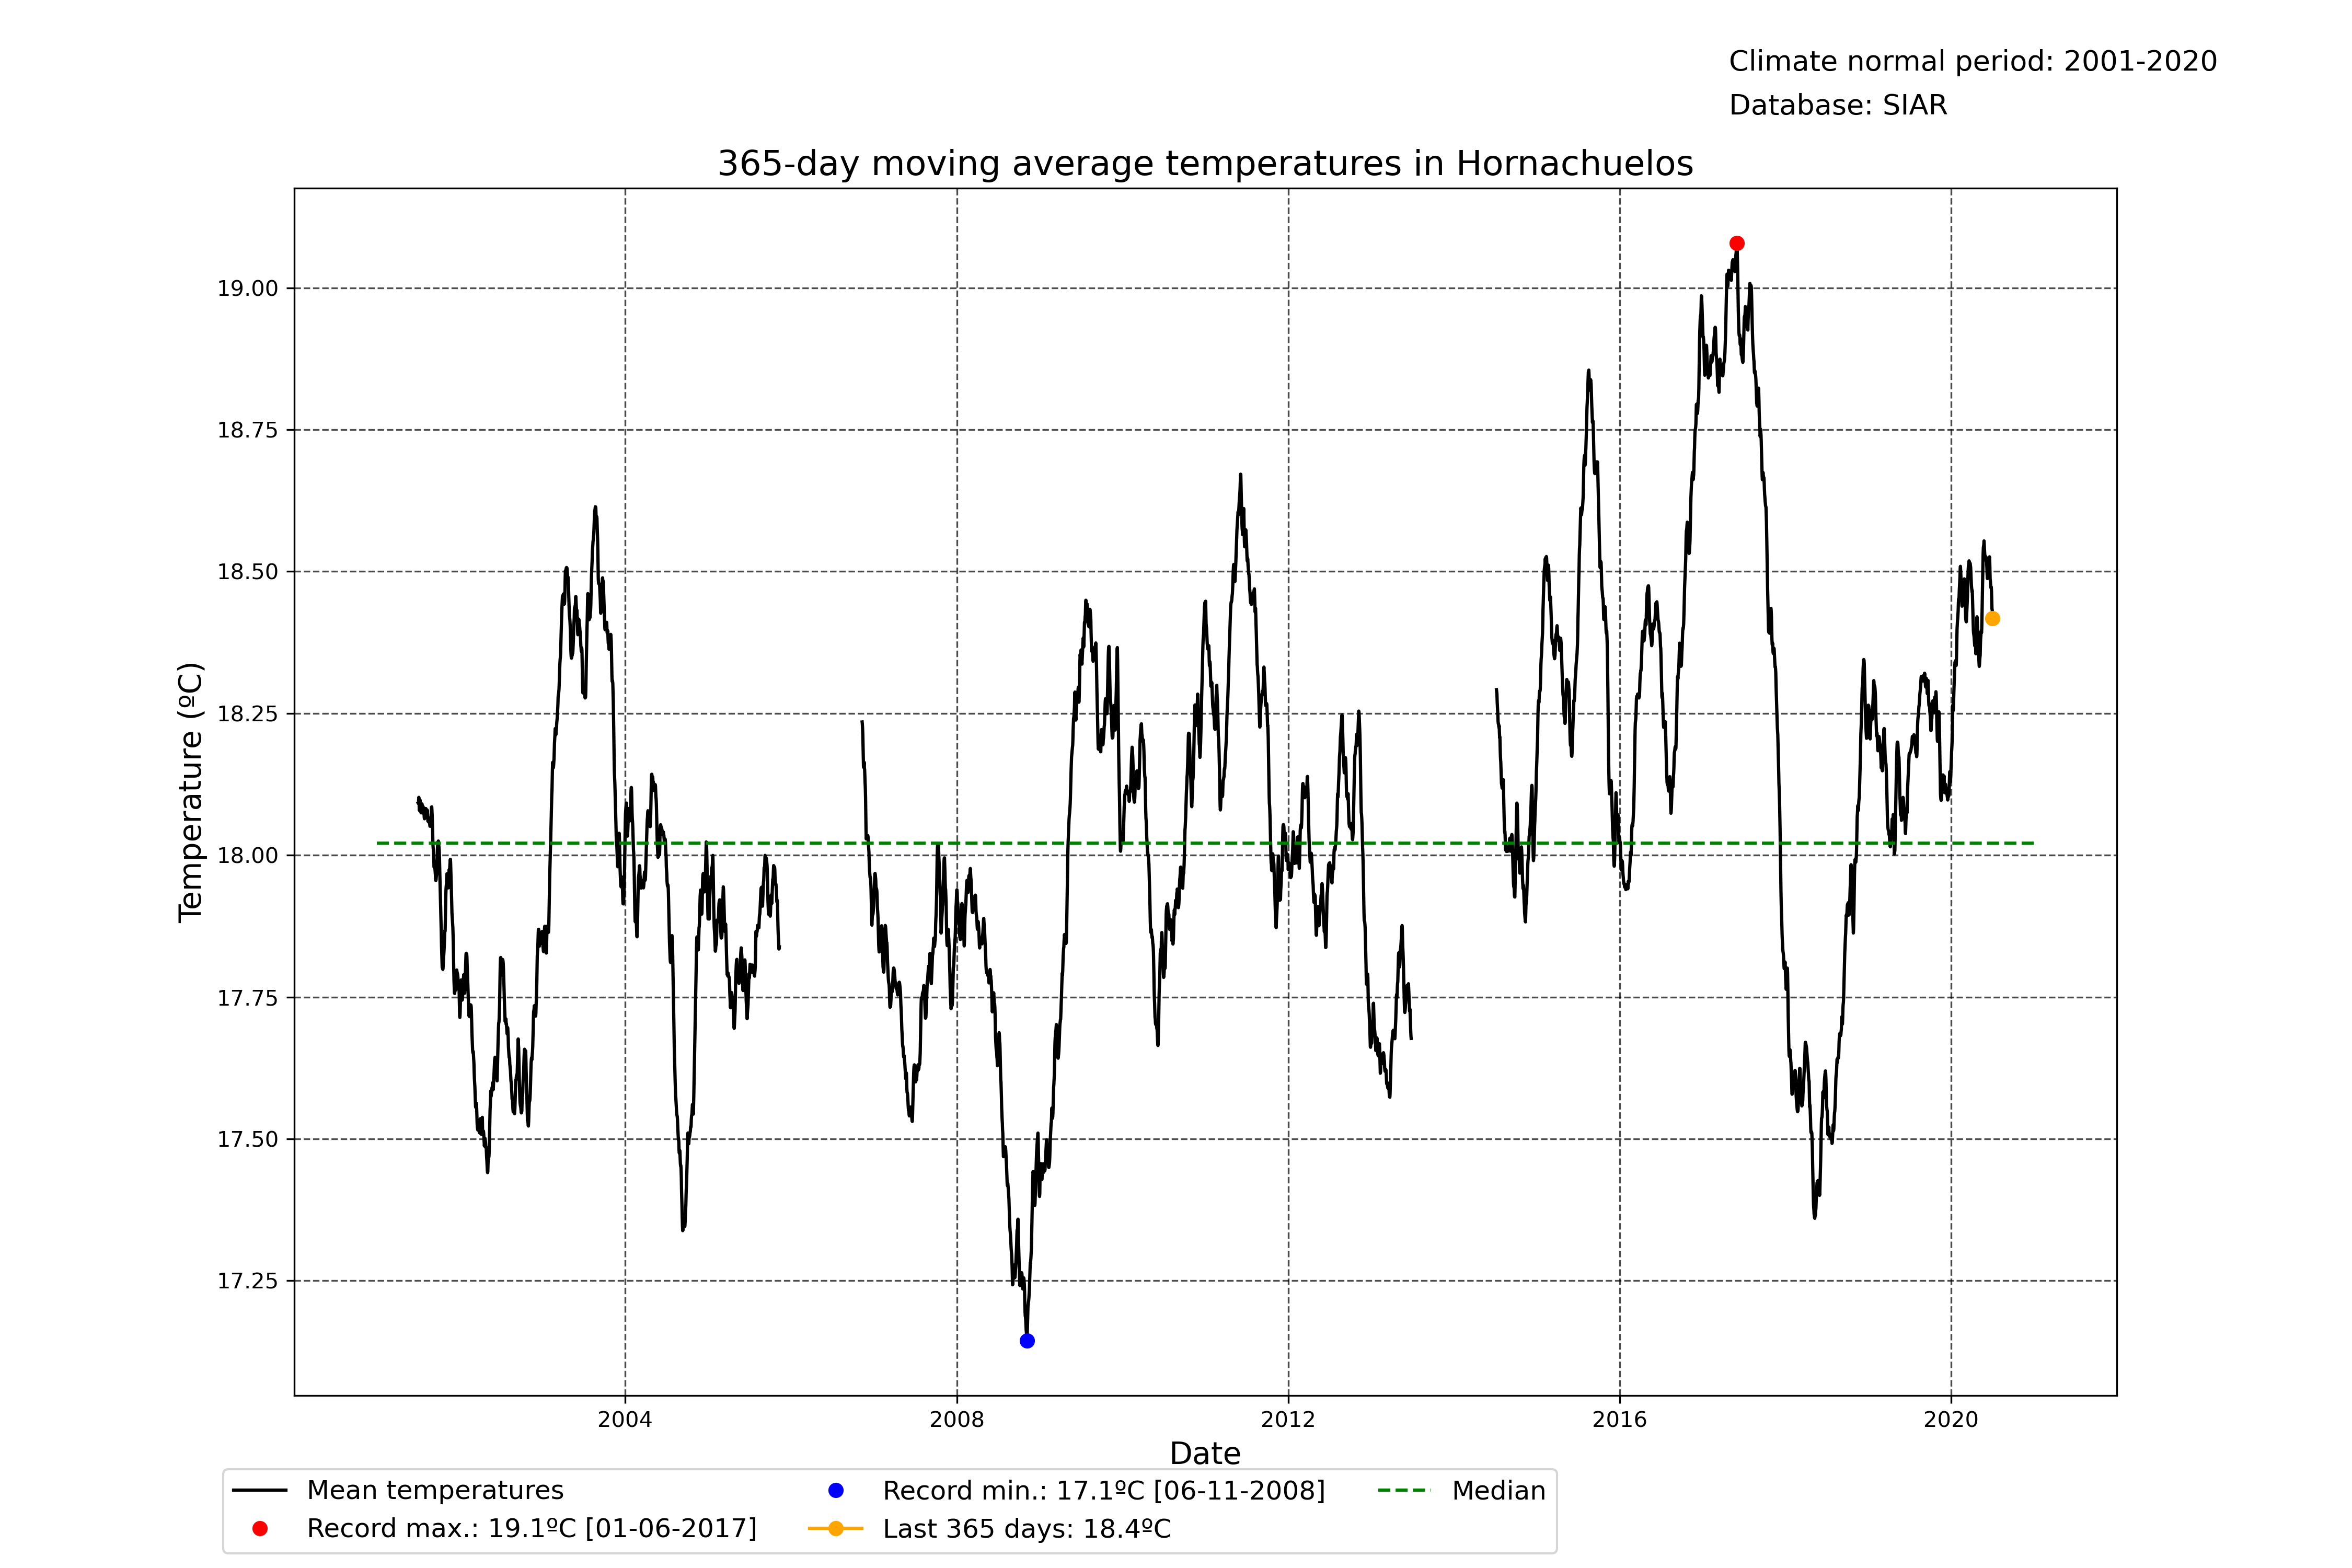 Climate normal period: 2001-2020
Database: SIAR
365-day moving average temperatures in Hornachuelos
19.00
18.75
18.50
18.25
18.00
17.75
17.50
17.25
Temperature (ºC)
2004 2008 2012 2016 2020
Date
Mean temperatures
Record max.: 19.1ºC [01-06-2017]
Record min.: 17.1ºC [06-11-2008]
Last 365 days: 18.4ºC
Median